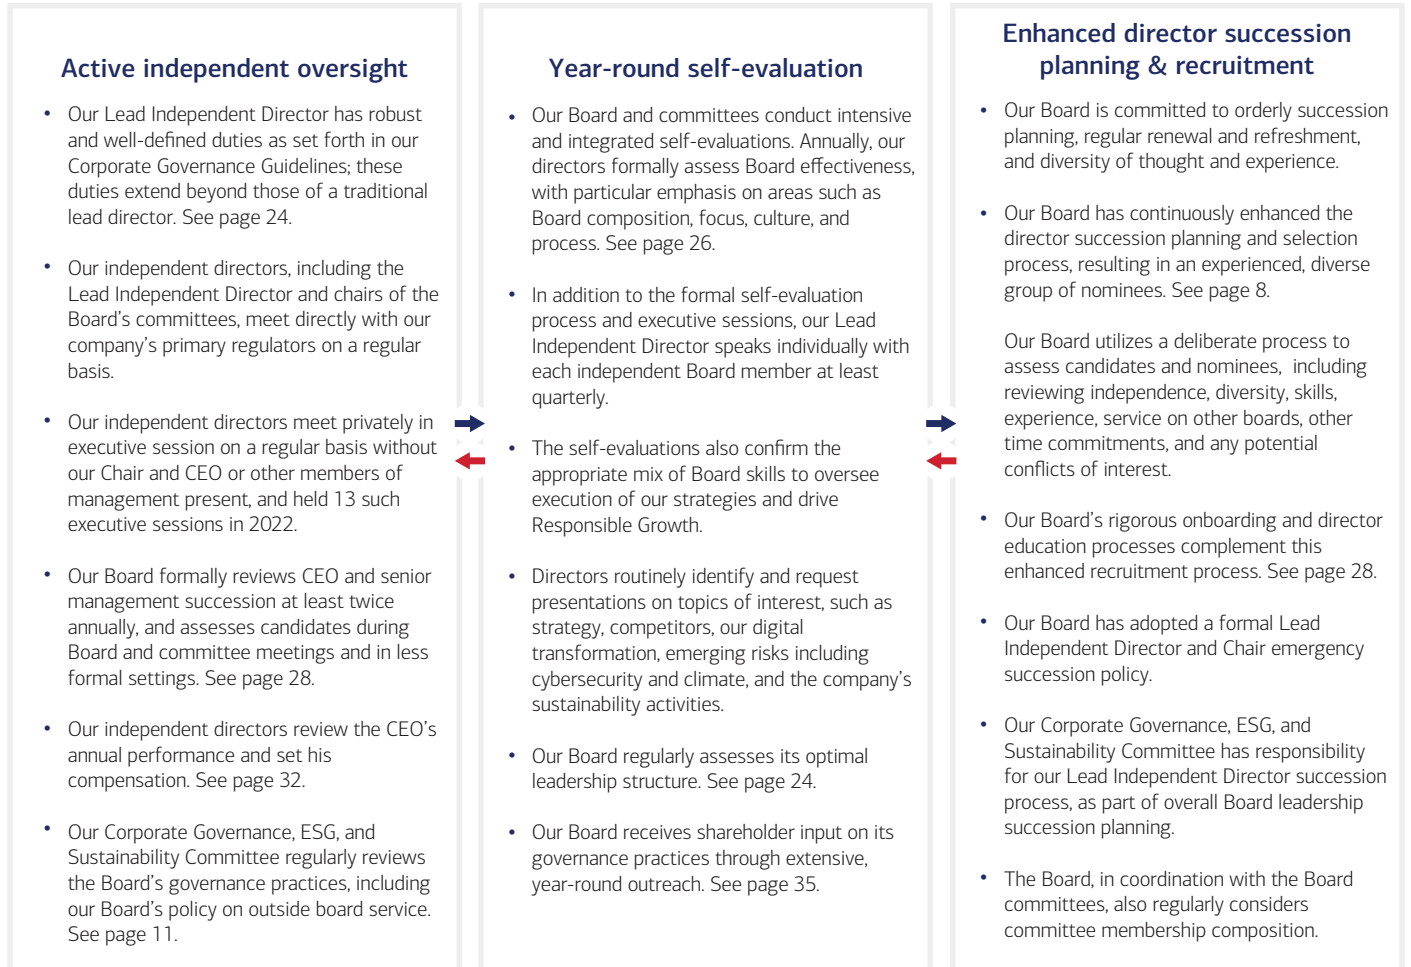 Active independent oversight
• Our Lead Independent Director has robust
and well-defined duties as set forth in our
Corporate Governance Guidelines; these
duties extend beyond those of a traditional
lead director. See page 24.
• Our independent directors, including the
Lead Independent Director and chairs of the
Board's committees, meet directly with our
company's primary regulators on a regular
basis.
• Our independent directors meet privately in
executive session on a regular basis without
our Chair and CEO or other members of
management present, and held 13 such
executive sessions in 2022.
• Our Board formally reviews CEO and senior
management succession at least twice
annually, and assesses candidates during
Board and committee meetings and in less
formal settings. See page 28.
• Our independent directors review the CEO's
annual performance and set his
compensation. See page 32.
• Our Corporate Governance, ESG, and
Sustainability Committee regularly reviews
the Board's governance practices, including
our Board's policy on outside board service.
See page 11.
Year-round self-evaluation
• Our Board and committees conduct intensive
and integrated self-evaluations. Annually, our
directors formally assess Board effectiveness,
with particular emphasis on areas such as
Board composition, focus, culture, and
process. See page 26.
• In addition to the formal self-evaluation
process and executive sessions, our Lead
Independent Director speaks individually with
each independent Board member at least
quarterly.
• The self-evaluations also confirm the
appropriate mix of Board skills to oversee
execution of our strategies and drive
Responsible Growth.
• Directors routinely identify and request
presentations on topics of interest, such as
strategy, competitors, our digital
transformation, emerging risks including
cybersecurity and climate, and the company's
sustainability activities.
• Our Board regularly assesses its optimal
leadership structure. See page 24.
• Our Board receives shareholder input on its
governance practices through extensive,
year-round outreach. See page 35.
Enhanced director succession
planning & recruitment
• Our Board is committed to orderly succession
planning, regular renewal and refreshment,
and diversity of thought and experience.
• Our Board has continuously enhanced the
director succession planning and selection
process, resulting in an experienced, diverse
group of nominees. See page 8.
Our Board utilizes a deliberate process to
assess candidates and nominees, including
reviewing independence, diversity, skills,
experience, service on other boards, other
time commitments, and any potential
conflicts of interest.
• Our Board's rigorous onboarding and director
education processes complement this
enhanced recruitment process. See page 28.
• Our Board has adopted a formal Lead
Independent Director and Chair emergency
succession policy.
• Our Corporate Governance, ESG, and
Sustainability Committee has responsibility
for our Lead Independent Director succession
process, as part of overall Board leadership
succession planning.
• The Board, in coordination with the Board
committees, also regularly considers
committee membership composition.